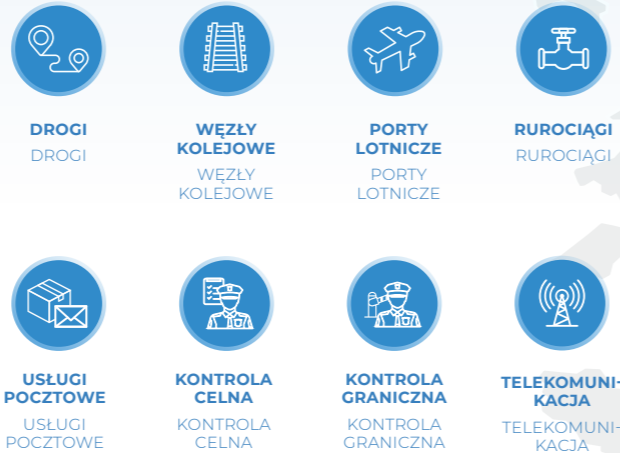 DROGI
DROGI
WĘZŁY
KOLEJOWE
WĘZŁY
KOLEJOWE
PORTY
LOTNICZE
PORTY
LOTNICZE
RUROCIĄGI
RUROCIĄGI
USŁUGI
POCZTOWE
USŁUGI
POCZTOWE
KONTROLA
CELNA
KONTROLA
CELNA
KONTROLA
GRANICZNA
KONTROLA
GRANICZNA
TELEKOMUNI-
KACJA
TELEKOMUNI-
KACJA